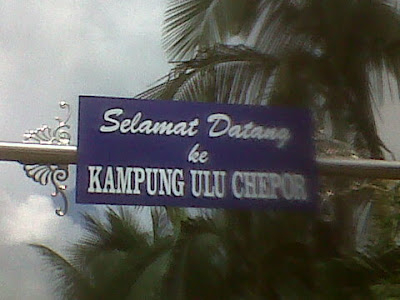 Selamat Datang
ke
KAMPUNG ULU CHEPOR